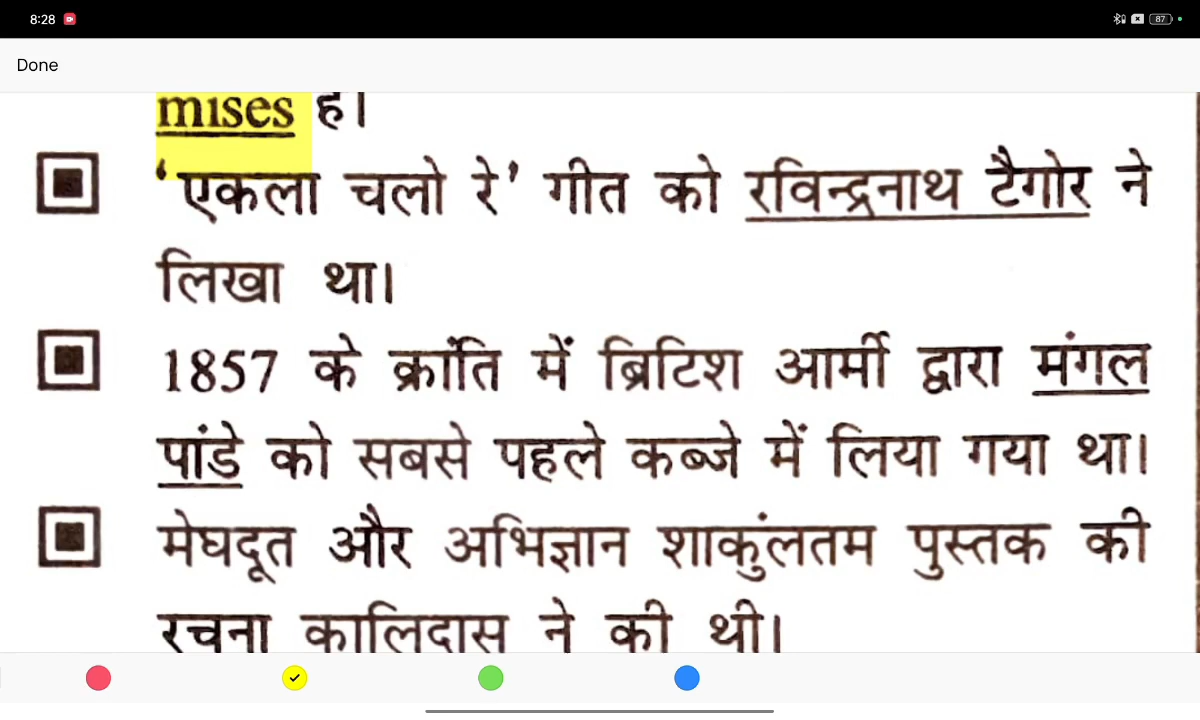 8:28
87
Done
mises है।
‘एकला चलो रे’ गीत को रविन्द्रनाथ टैगोर ने
लिखा था।
1857 के क्रांति में ब्रिटिश आर्मी द्वारा मंगल
पांडे को सबसे पहले कब्जे में लिया गया था।
मेघदूत और अभिज्ञान शाकुंलतम पुस्तक की
रचना कालिदास ने की थी।